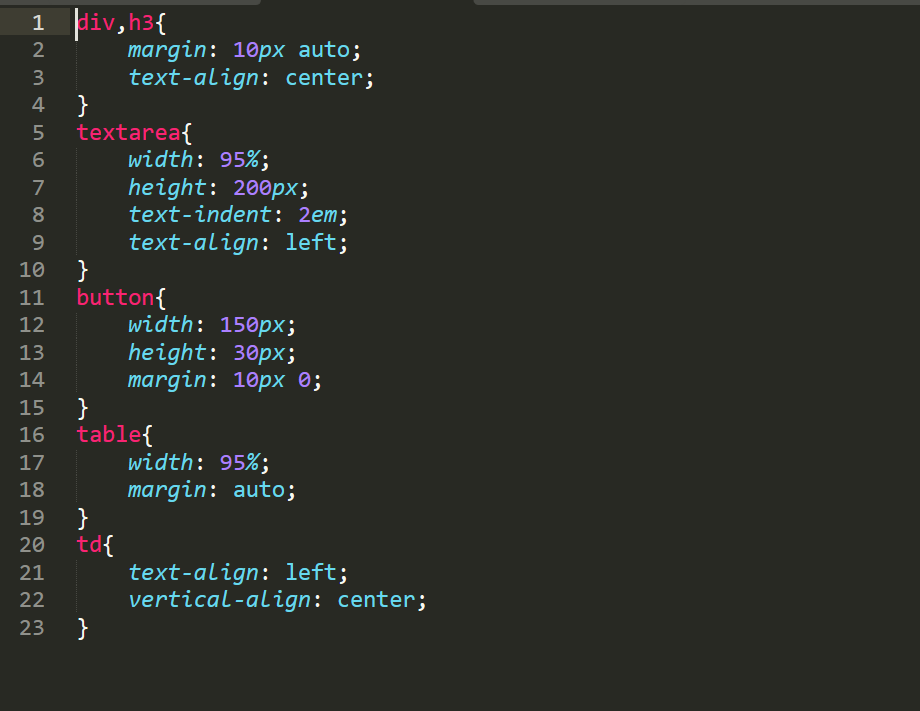 1 div,h3{
2     margin: 10px auto;
3     text-align: center;
4 }
5 textarea{
6     width: 95%;
7     height: 200px;
8     text-indent: 2em;
9     text-align: left;
10 }
11 button{
12     width: 150px;
13     height: 30px;
14     margin: 10px 0;
15 }
16 table{
17     width: 95%;
18     margin: auto;
19 }
20 td{
21     text-align: left;
22     vertical-align: center;
23 }